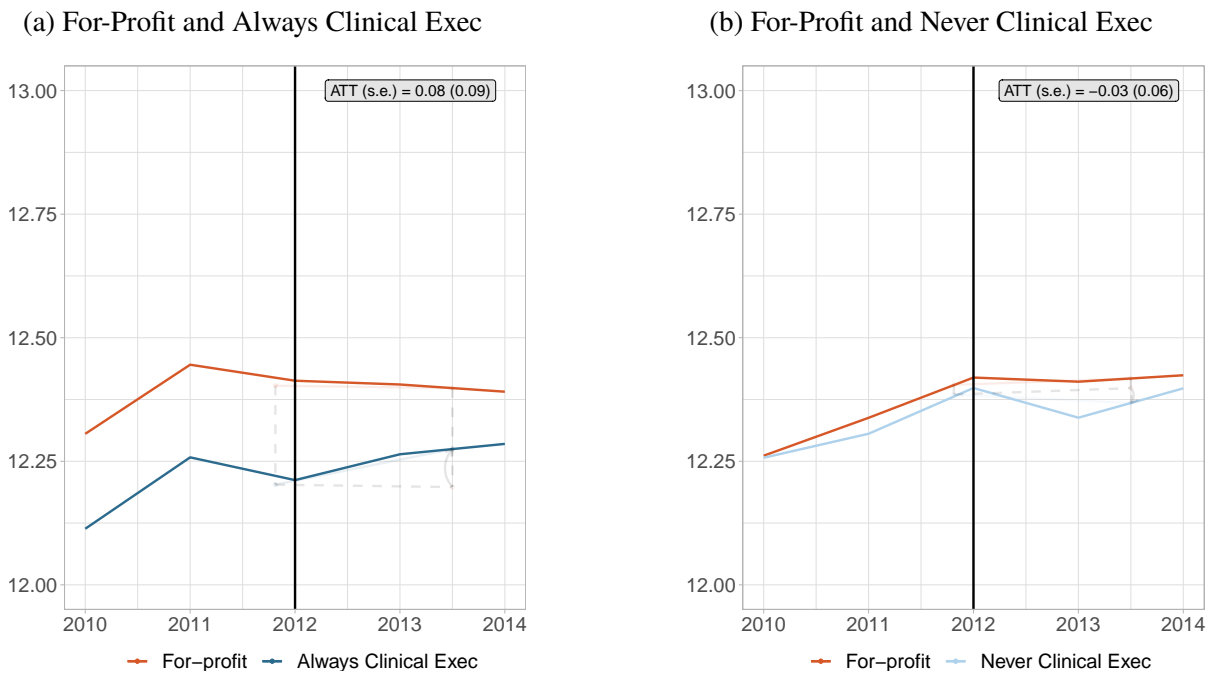 (a) For-Profit and Always Clinical Exec
ATT (s.e.) = 0.08 (0.09)
13.00
12.75
12.50
12.25
12.00
2010 2011 2012 2013 2014
For−profit Always Clinical Exec
(b) For-Profit and Never Clinical Exec
ATT (s.e.) = −0.03 (0.06)
13.00
12.75
12.50
12.25
12.00
2010 2011 2012 2013 2014
For−profit Never Clinical Exec